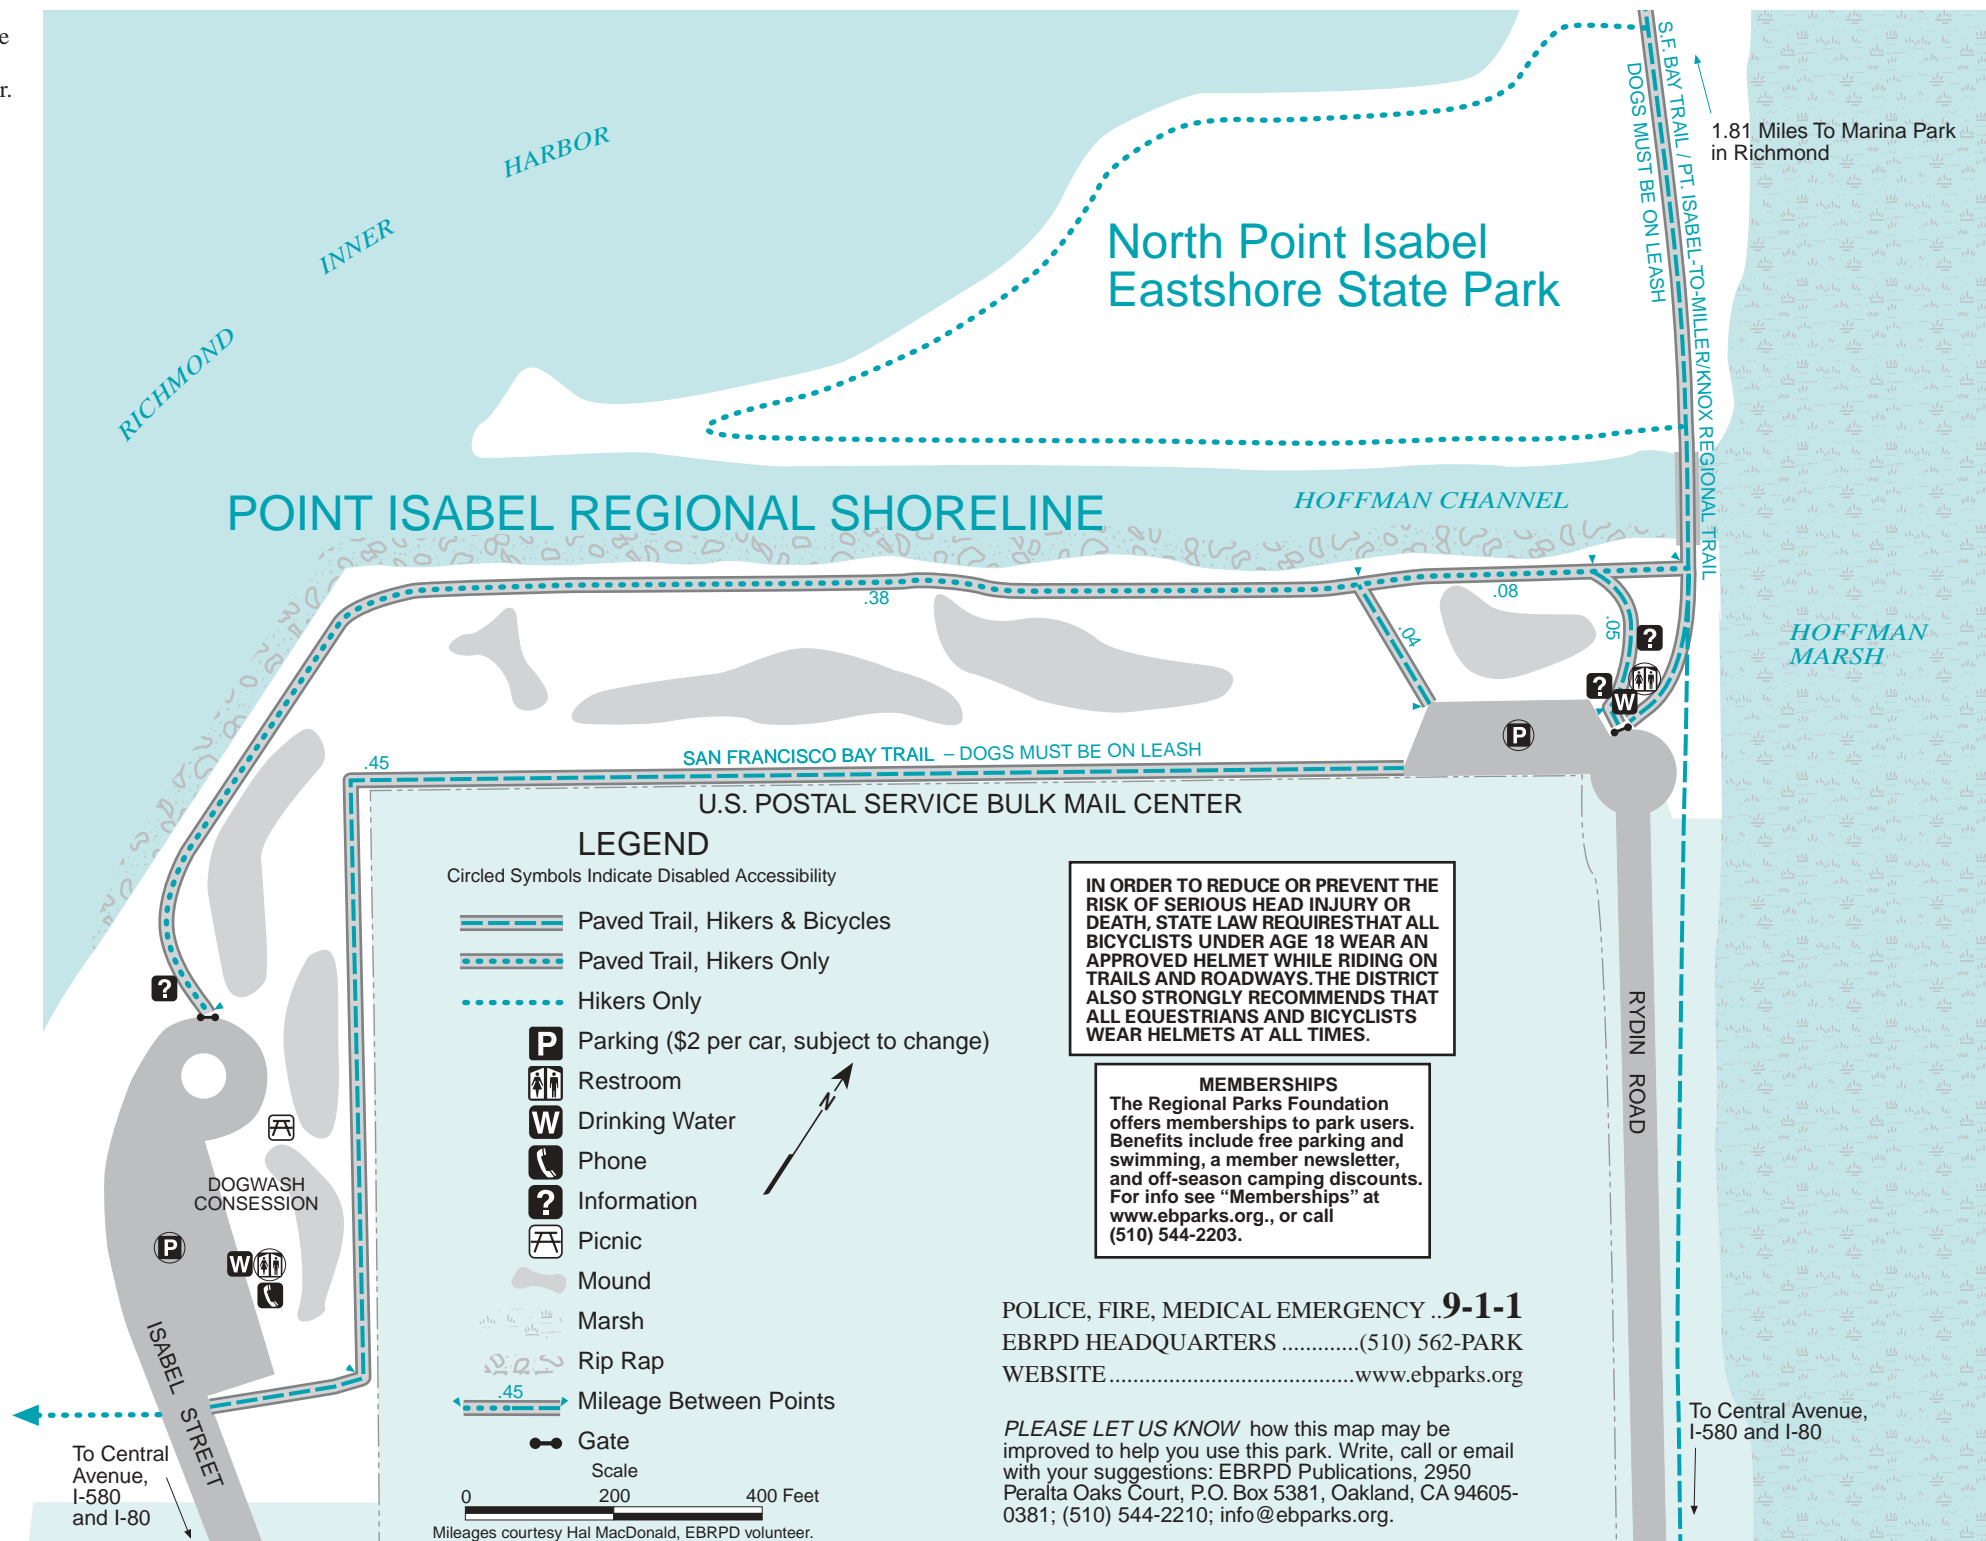 e
r.
S.F. BAY TRAIL / PT. ISABEL-TO-MILLER/KNOX REGIONAL TRAIL
DOGS MUST BE ON LEASH
1.81 Miles To Marina Park
in Richmond
HARBOR
INNER
RICHMOND
North Point Isabel
Eastshore State Park
POINT ISABEL REGIONAL SHORELINE
HOFFMAN CHANNEL
HOFFMAN
MARSH
.38
.08
.04
.05
?
?
W
P
.45
SAN FRANCISCO BAY TRAIL – DOGS MUST BE ON LEASH
U.S. POSTAL SERVICE BULK MAIL CENTER
LEGEND
Circled Symbols Indicate Disabled Accessibility
Paved Trail, Hikers & Bicycles
Paved Trail, Hikers Only
Hikers Only
P Parking ($2 per car, subject to change)
Restroom
W Drinking Water
Phone
? Information
Picnic
Mound
Marsh
Rip Rap
.45 Mileage Between Points
Gate
Scale
0 200 400 Feet
Mileages courtesy Hal MacDonald, EBRPD volunteer.
N
IN ORDER TO REDUCE OR PREVENT THE
RISK OF SERIOUS HEAD INJURY OR
DEATH, STATE LAW REQUIRESTHAT ALL
BICYCLISTS UNDER AGE 18 WEAR AN
APPROVED HELMET WHILE RIDING ON
TRAILS AND ROADWAYS. THE DISTRICT
ALSO STRONGLY RECOMMENDS THAT
ALL EQUESTRIANS AND BICYCLISTS
WEAR HELMETS AT ALL TIMES.
MEMBERSHIPS
The Regional Parks Foundation
offers memberships to park users.
Benefits include free parking and
swimming, a member newsletter,
and off-season camping discounts.
For info see “Memberships” at
www.ebparks.org., or call
(510) 544-2203.
POLICE, FIRE, MEDICAL EMERGENCY ..9-1-1
EBRPD HEADQUARTERS .............(510) 562-PARK
WEBSITE.........................................www.ebparks.org
PLEASE LET US KNOW how this map may be
improved to help you use this park. Write, call or email
with your suggestions: EBRPD Publications, 2950
Peralta Oaks Court, P.O. Box 5381, Oakland, CA 94605-
0381; (510) 544-2210; info@ebparks.org.
RYDIN ROAD
To Central Avenue,
I-580 and I-80
?
DOGWASH
CONSESSION
P
W
ISABEL STREET
To Central
Avenue,
I-580
and I-80